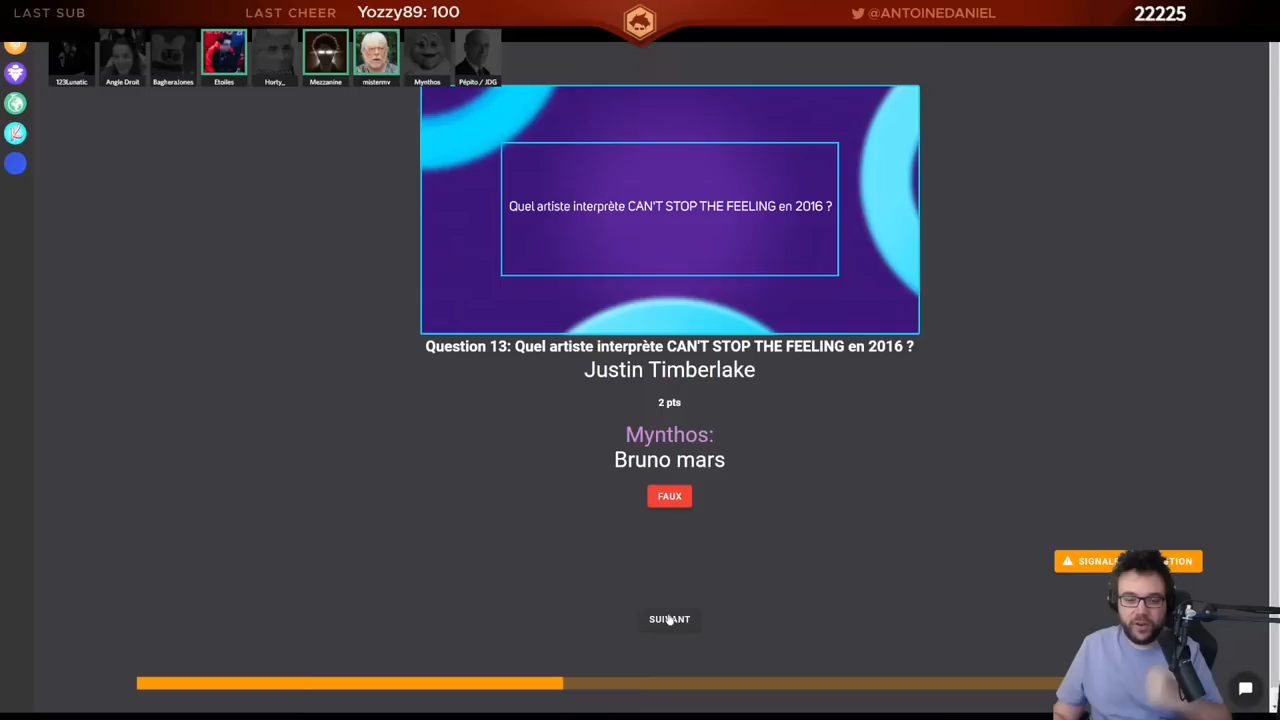 LAST SUB
LAST CHEER
Yozzy89: 100
@ANTOINEDANIEL
22225
123Lunatic
Angie Droit
BagheraJones
Etoiles
Horty_
Mezzanine
mistermv
Mynthos
Pépito / JDG
Quel artiste interprète CAN'T STOP THE FEELING en 2016 ?
Question 13: Quel artiste interprète CAN'T STOP THE FEELING en 2016 ?
Justin Timberlake
2 pts
Mynthos:
Bruno mars
FAUX
SUIVANT